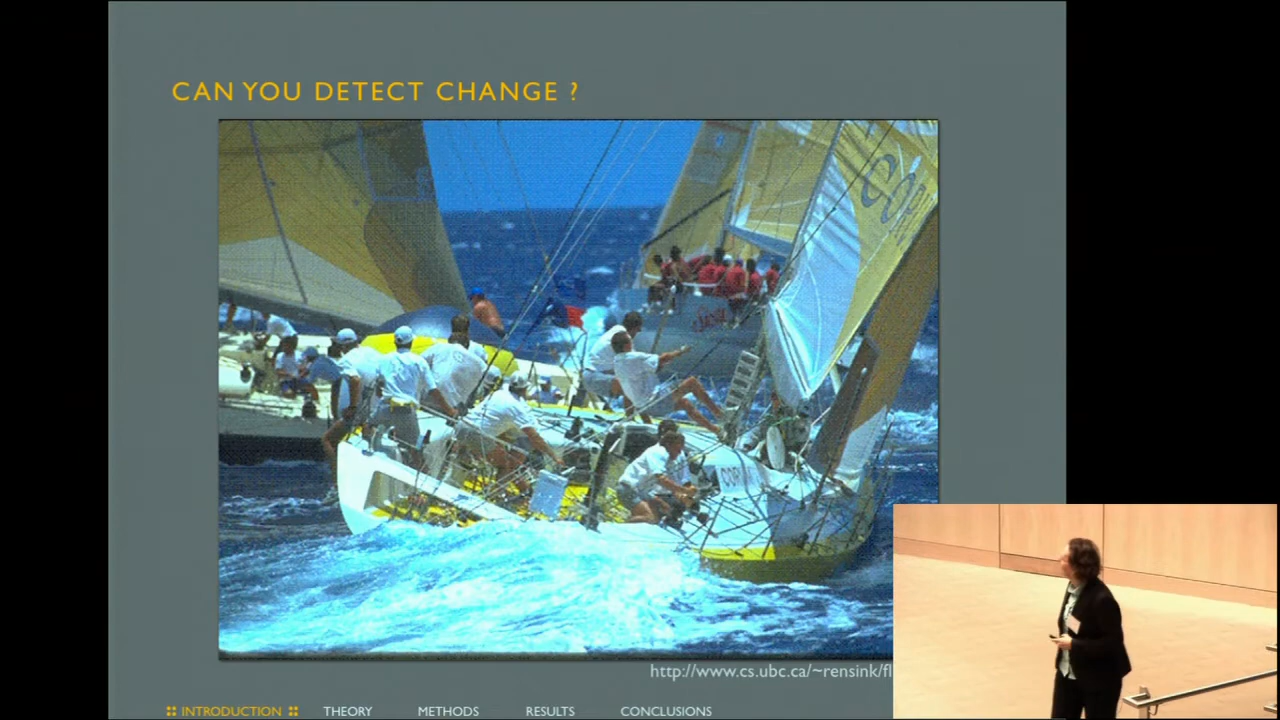 CAN YOU DETECT CHANGE ?
http://www.cs.ubc.ca/~rensink/fl
INTRODUCTION THEORY METHODS RESULTS CONCLUSIONS